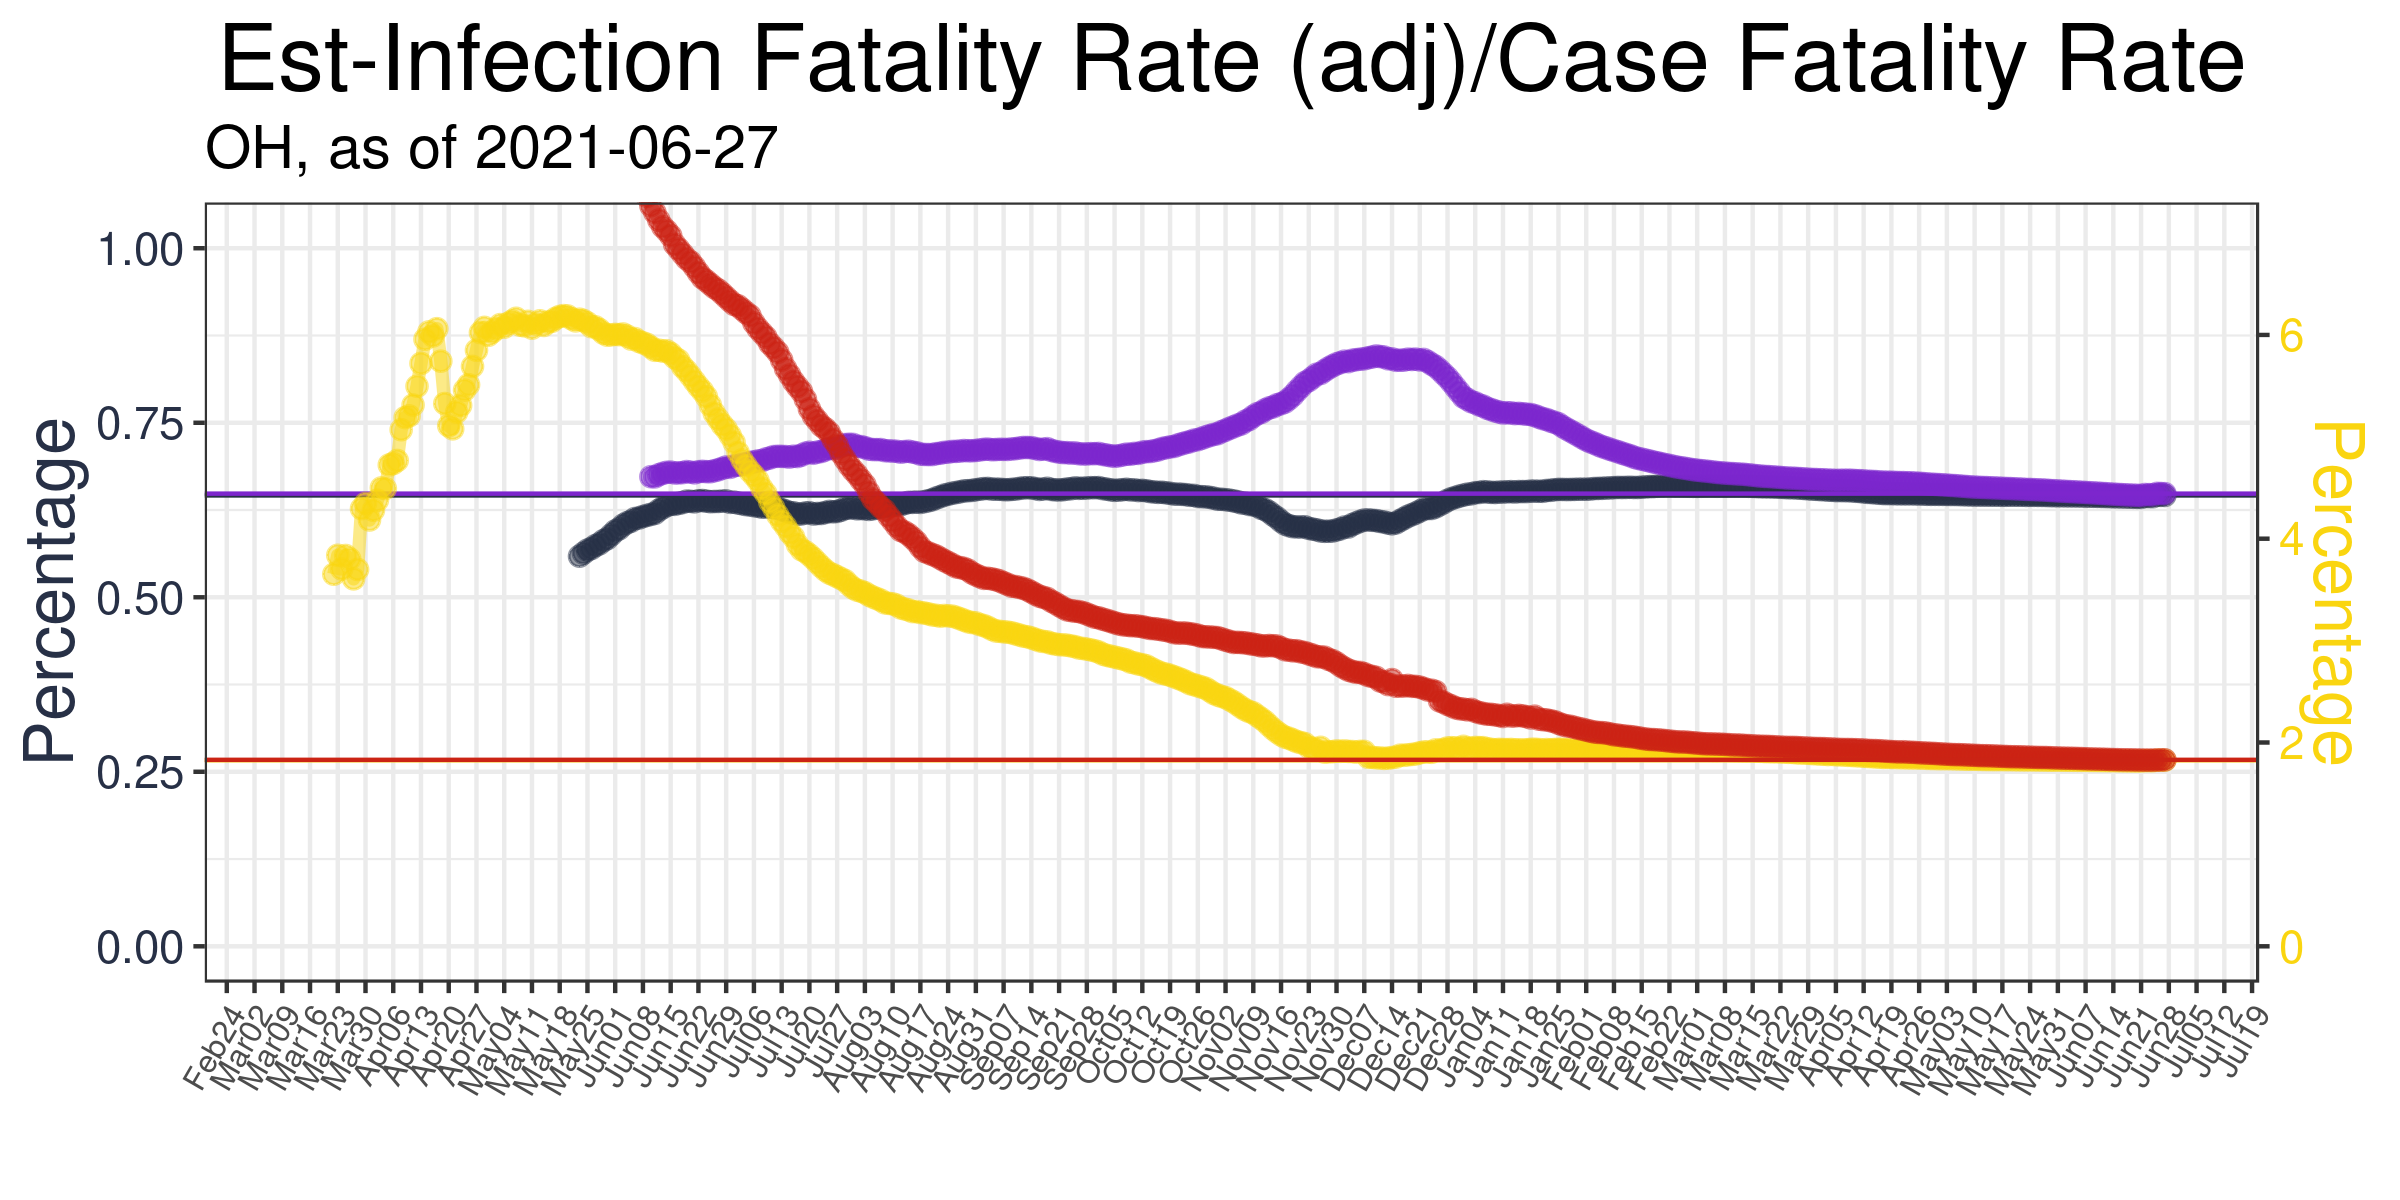 Est-Infection Fatality Rate (adj)/Case Fatality Rate
OH, as of 2021-06-27
Percentage
1.00
0.75
0.50
0.25
0.00
6
4
2
0
Percentage
Feb24
Mar02
Mar09
Mar16
Mar23
Mar30
Apr06
Apr13
Apr20
Apr27
May04
May11
May18
May25
Jun01
Jun08
Jun15
Jun22
Jun29
Jul06
Jul13
Jul20
Jul27
Aug03
Aug10
Aug17
Aug24
Aug31
Sep07
Sep14
Sep21
Sep28
Oct05
Oct12
Oct19
Oct26
Nov02
Nov09
Nov16
Nov23
Nov30
Dec07
Dec14
Dec21
Dec28
Jan04
Jan11
Jan18
Jan25
Feb01
Feb08
Feb15
Feb22
Mar01
Mar08
Mar15
Mar22
Mar29
Apr05
Apr12
Apr19
Apr26
May03
May10
May17
May24
May31
Jun07
Jun14
Jun21
Jun28
Jul05
Jul12
Jul19